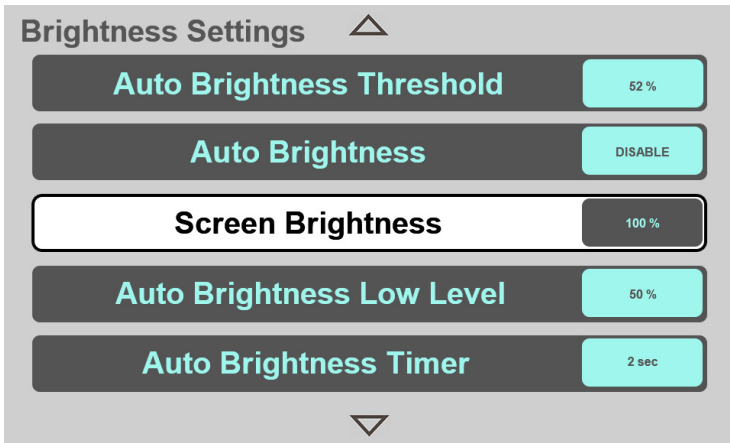 Brightness Settings
Auto Brightness Threshold 52 %
Auto Brightness DISABLE
Screen Brightness 100 %
Auto Brightness Low Level 50 %
Auto Brightness Timer 2 sec